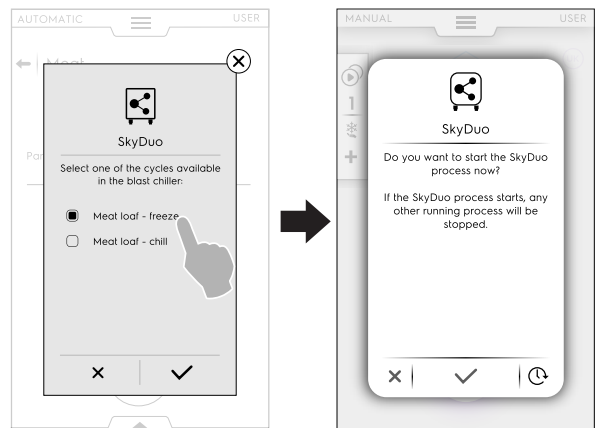 AUTOMATIC
USER
Meat
SkyDuo
Select one of the cycles available
in the blast chiller:
Meat loaf - freeze
Meat loaf - chill
MANUAL
USER
1
SkyDuo
Do you want to start the SkyDuo
process now?
If the SkyDuo process starts, any
other running process will be
stopped.